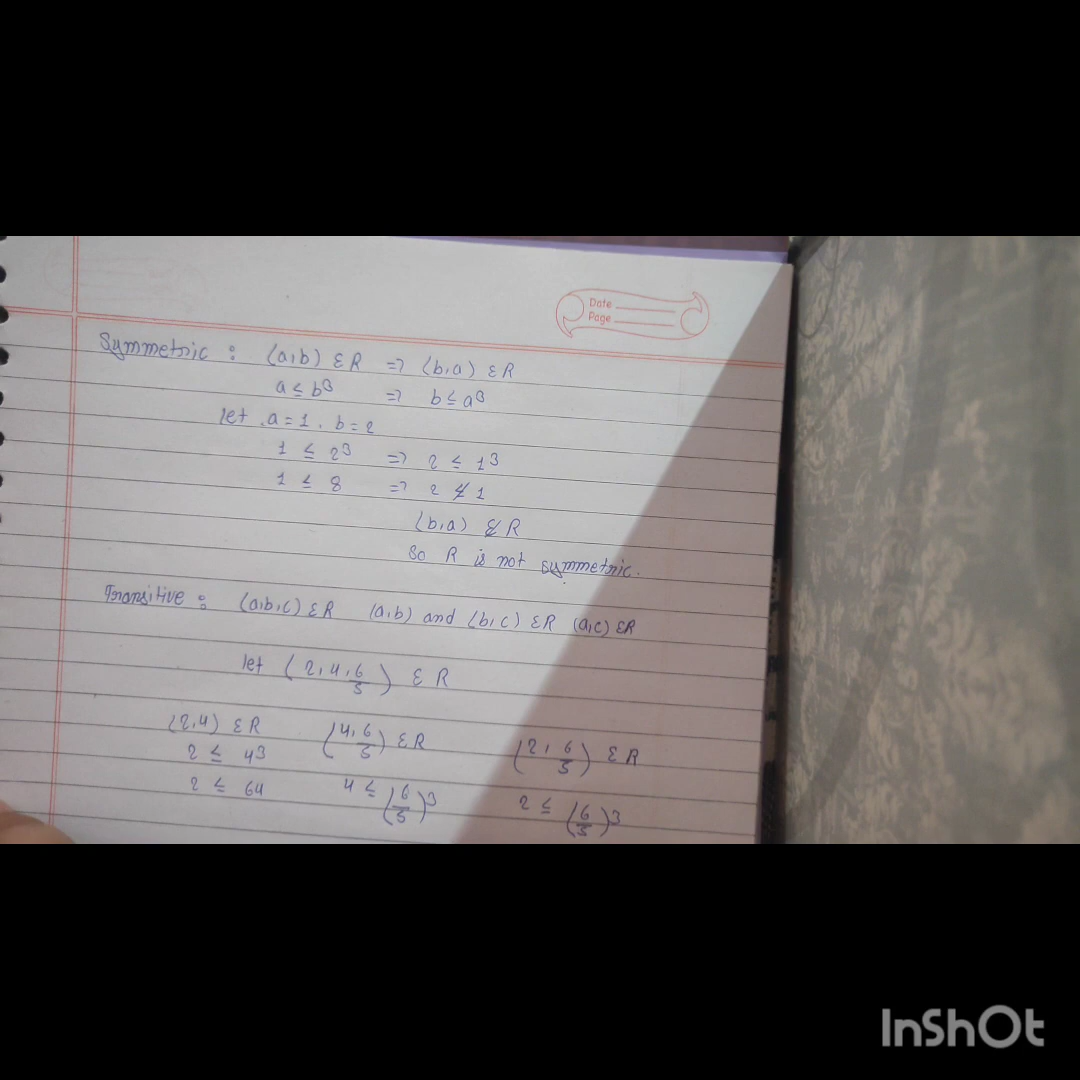 Date
Page
Symmetric : (a,b) ∈ R => (b,a) ∈ R
a ≤ b³ => b ≤ a³
let a = 1, b = 2
1 ≤ 2³ => 2 ≤ 1³
1 ≤ 8 => 2 ≰ 1
(b,a) ∉ R
So R is not symmetric.
Transitive : (a,b,c) ∈ R (a,b) and (b,c) ∈ R (a,c) ∈ R
let (2, 4, 6/5) ∈ R
(2,4) ∈ R (4, 6/5) ∈ R (2, 6/5) ∈ R
2 ≤ 4³
2 ≤ 64 4 ≤ (6/5)³ 2 ≤ (6/5)³
InShOt